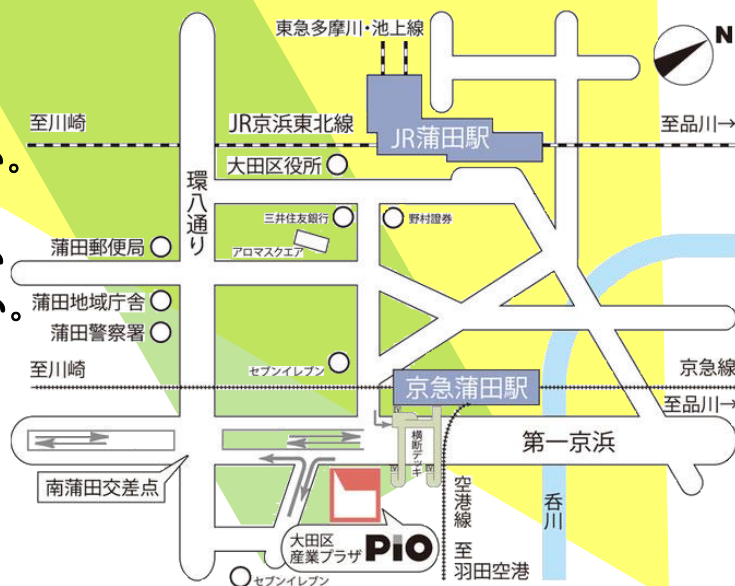 東急多摩川・池上線
N
至川崎
JR京浜東北線
JR蒲田駅
至品川→
い。
大田区役所
環八通り
三井住友銀行
野村證券
蒲田郵便局
アロマスクエア
蒲田地域庁舎
蒲田警察署
。
至川崎
セブンイレブン
京急蒲田駅
京急線
至品川→
横断デッキ
第一京浜
南蒲田交差点
空港線 至羽田空港
呑川
大田区
産業プラザ PiO
セブンイレブン